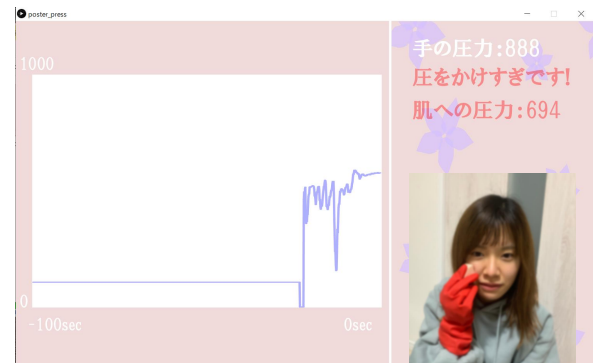 poster_press
1000
0
-100sec
0sec
手の圧力:888
圧をかけすぎです!
肌への圧力:694